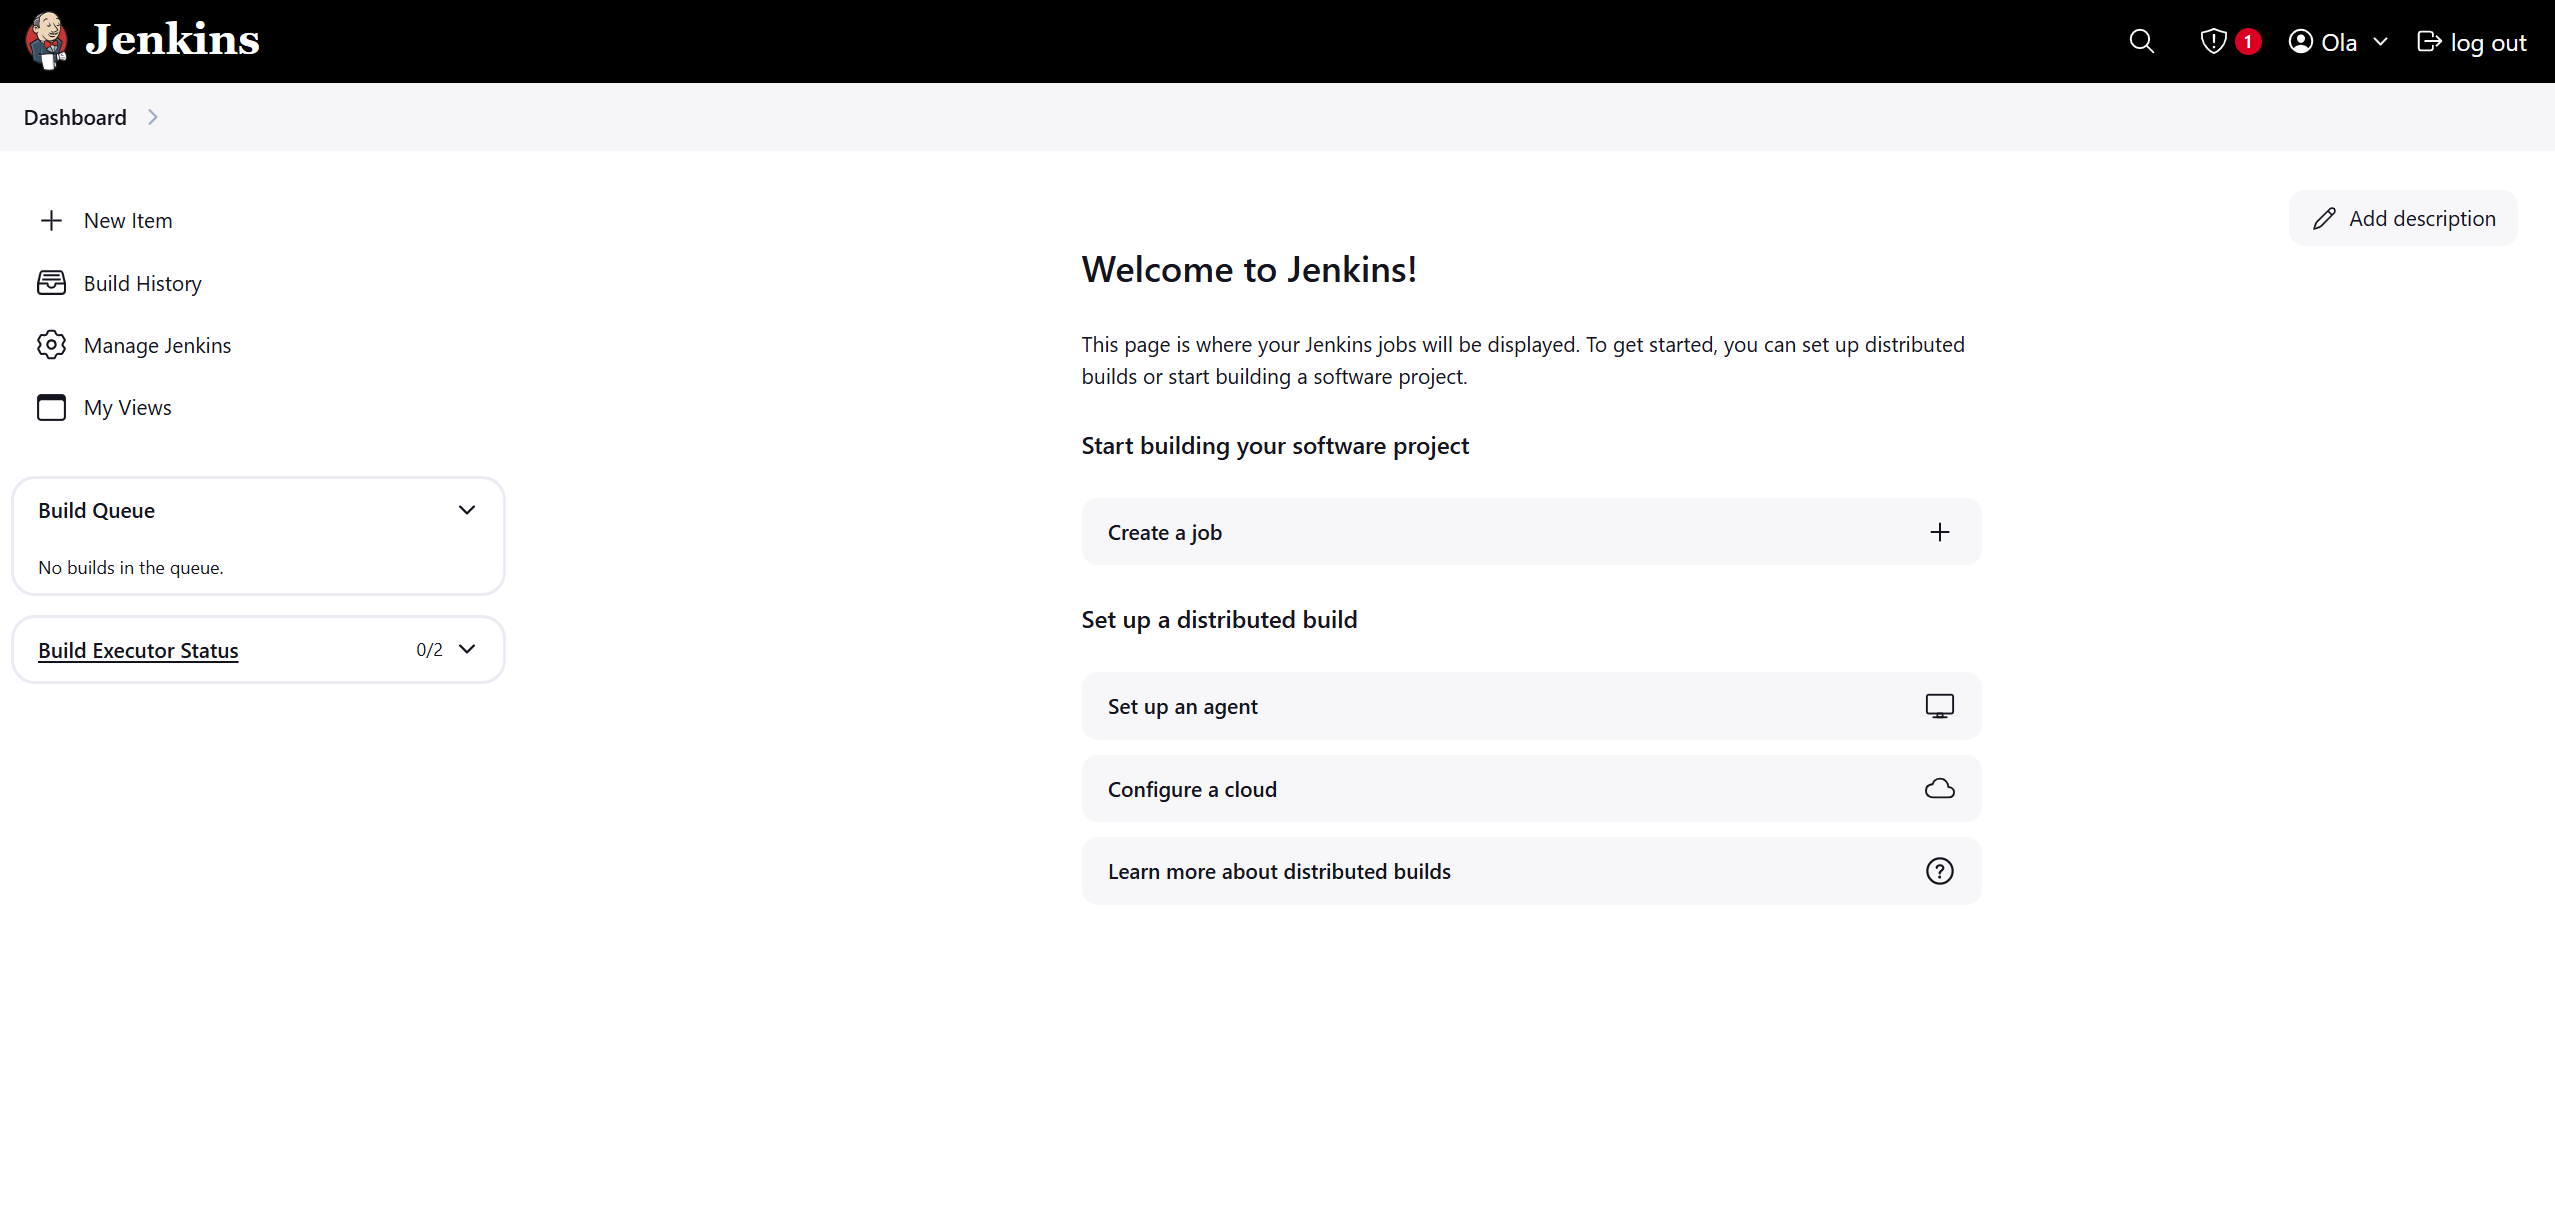 Jenkins
1
Ola
log out
Dashboard
New Item
Build History
Manage Jenkins
My Views
Build Queue
No builds in the queue.
Build Executor Status
0/2
Add description
Welcome to Jenkins!
This page is where your Jenkins jobs will be displayed. To get started, you can set up distributed
builds or start building a software project.
Start building your software project
Create a job
Set up a distributed build
Set up an agent
Configure a cloud
Learn more about distributed builds